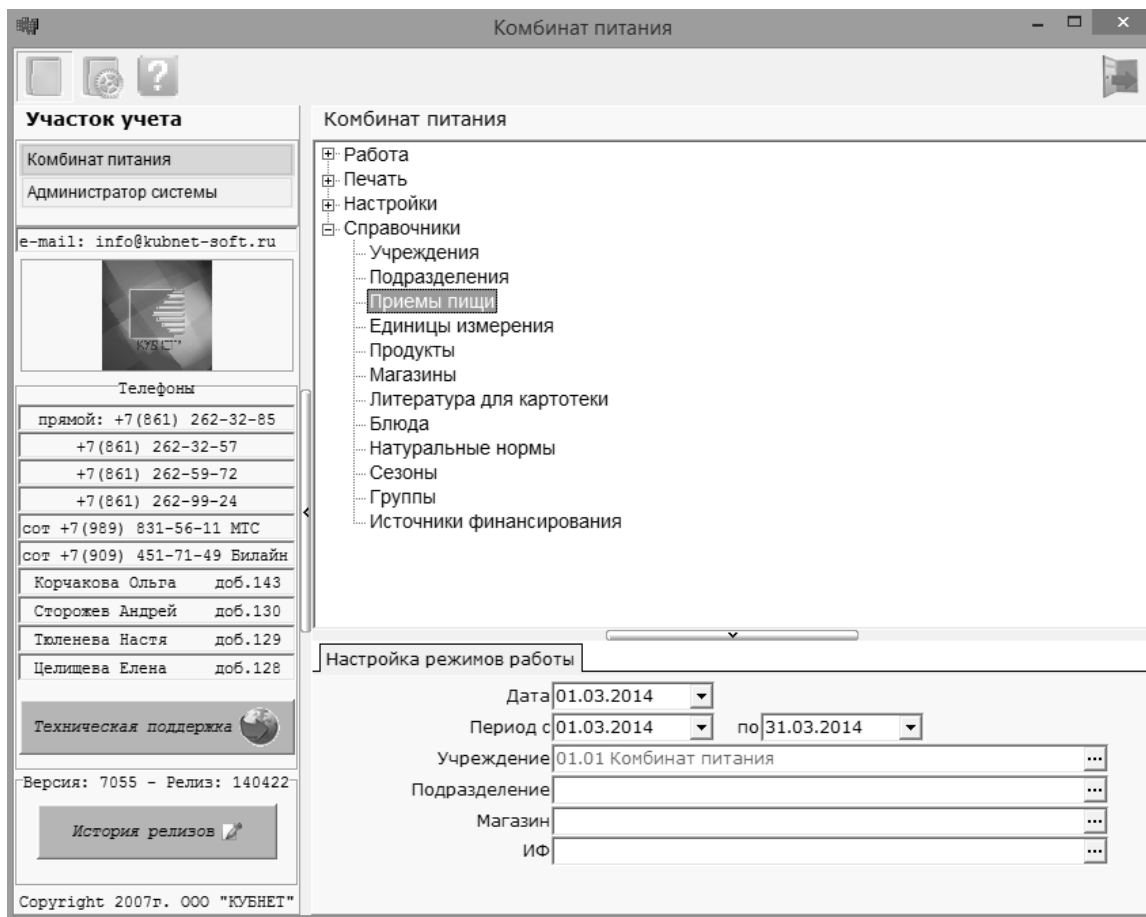 Комбинат питания
Участок учета
Комбинат питания
Администратор системы
e-mail: info@kubnet-soft.ru
КУБНЕТ
Телефоны
прямой: +7(861) 262-32-85
+7(861) 262-32-57
+7(861) 262-59-72
+7(861) 262-99-24
сот +7(989) 831-56-11 МТС
сот +7(909) 451-71-49 Билайн
Корчакова Ольга доб.143
Сторожев Андрей доб.130
Тюленева Настя доб.129
Целищева Елена доб.128
Техническая поддержка
Версия: 7055 - Релиз: 140422
История релизов
Copyright 2007г. ООО "КУБНЕТ"
Комбинат питания
Работа
Печать
Настройки
Справочники
Учреждения
Подразделения
Приемы пищи
Единицы измерения
Продукты
Магазины
Литература для картотеки
Блюда
Натуральные нормы
Сезоны
Группы
Источники финансирования
Настройка режимов работы
Дата 01.03.2014
Период с 01.03.2014 по 31.03.2014
Учреждение 01.01 Комбинат питания ...
Подразделение ...
Магазин ...
ИФ ...